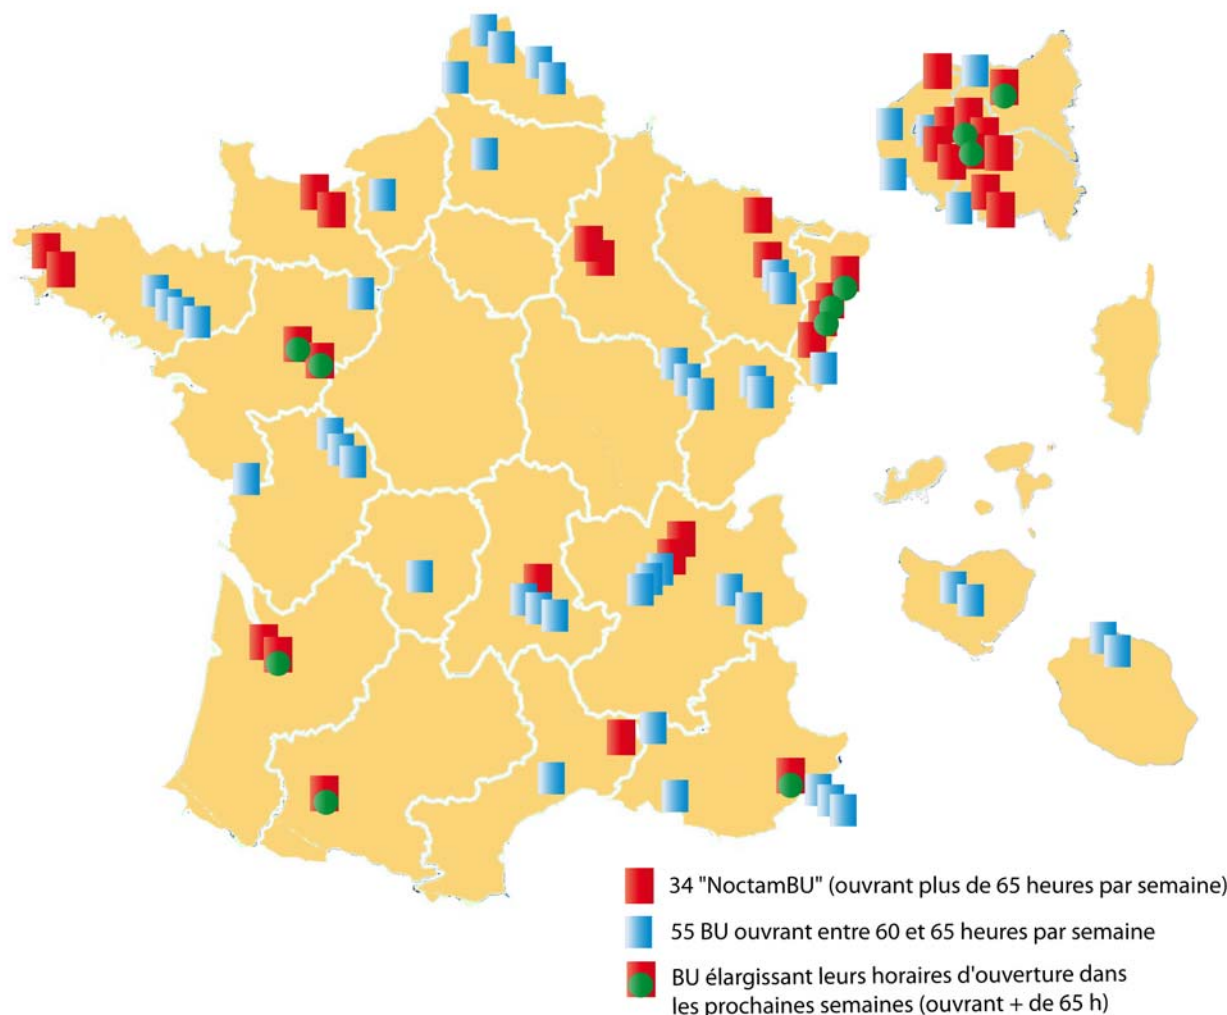 34 "NoctamBU" (ouvrant plus de 65 heures par semaine)
55 BU ouvrant entre 60 et 65 heures par semaine
BU élargissant leurs horaires d'ouverture dans
les prochaines semaines (ouvrant + de 65 h)